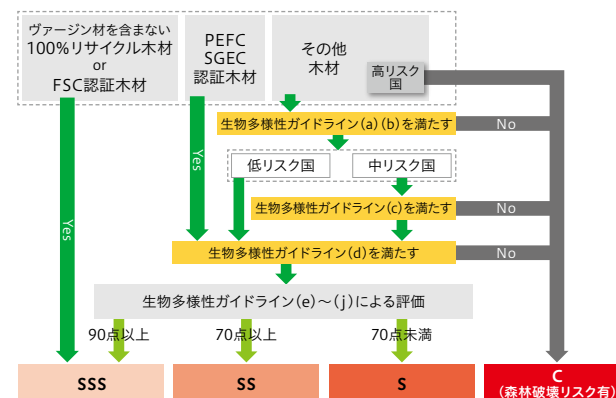 ヴァージン材を含まない
100%リサイクル木材
or
FSC認証木材
PEFC
SGEC
認証木材
その他
木材
高リスク
国
生物多様性ガイドライン(a)(b)を満たす
No
Yes
低リスク国
中リスク国
生物多様性ガイドライン(c)を満たす
No
Yes
生物多様性ガイドライン(d)を満たす
No
生物多様性ガイドライン(e)～(j)による評価
90点以上
70点以上
70点未満
SSS
SS
S
C
(森林破壊リスク有)